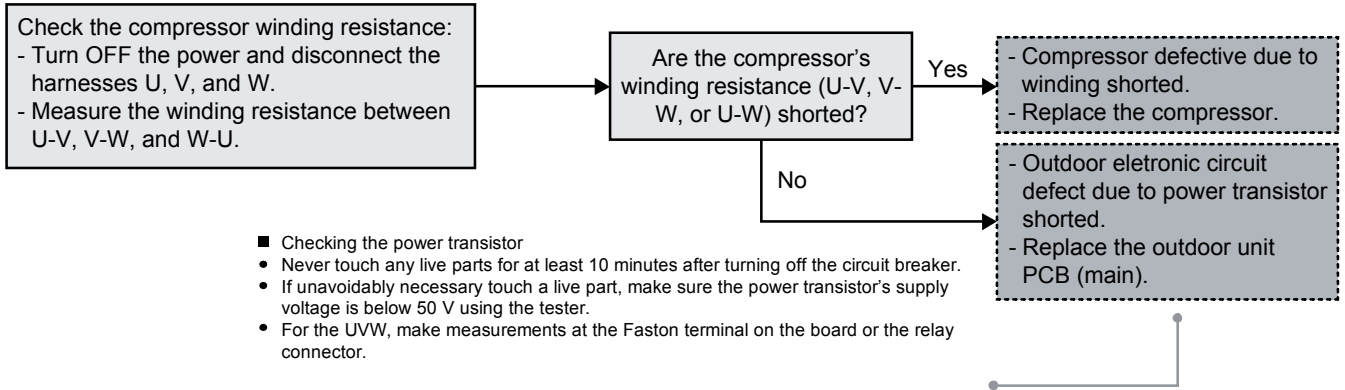 Check the compressor winding resistance:
- Turn OFF the power and disconnect the
harnesses U, V, and W.
- Measure the winding resistance between
U-V, V-W, and W-U.
Are the compressor's
winding resistance (U-V, V-
W, or U-W) shorted?
Yes
- Compressor defective due to
winding shorted.
- Replace the compressor.
No
- Outdoor eletronic circuit
defect due to power transistor
shorted.
- Replace the outdoor unit
PCB (main).
■ Checking the power transistor
• Never touch any live parts for at least 10 minutes after turning off the circuit breaker.
• If unavoidably necessary touch a live part, make sure the power transistor's supply
voltage is below 50 V using the tester.
• For the UVW, make measurements at the Faston terminal on the board or the relay
connector.